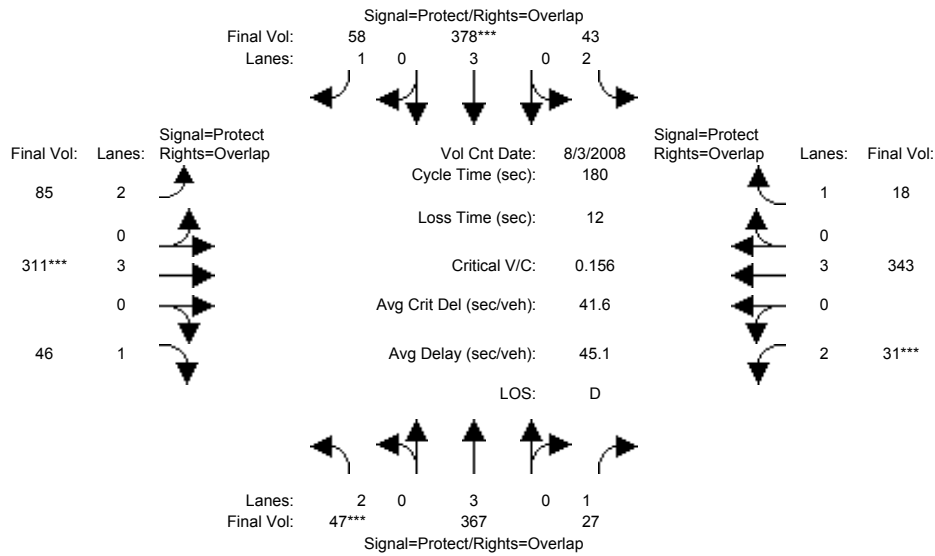 Signal=Protect/Rights=Overlap
Final Vol: 58 378*** 43
Lanes: 1 0 3 0 2
Signal=Protect Signal=Protect
Final Vol: Lanes: Rights=Overlap Vol Cnt Date: 8/3/2008 Rights=Overlap Lanes: Final Vol:
Cycle Time (sec): 180
85 2 1 18
Loss Time (sec): 12
0 0
311*** 3 Critical V/C: 0.156 3 343
0 Avg Crit Del (sec/veh): 41.6 0
46 1 Avg Delay (sec/veh): 45.1 2 31***
LOS: D
Lanes: 2 0 3 0 1
Final Vol: 47*** 367 27
Signal=Protect/Rights=Overlap